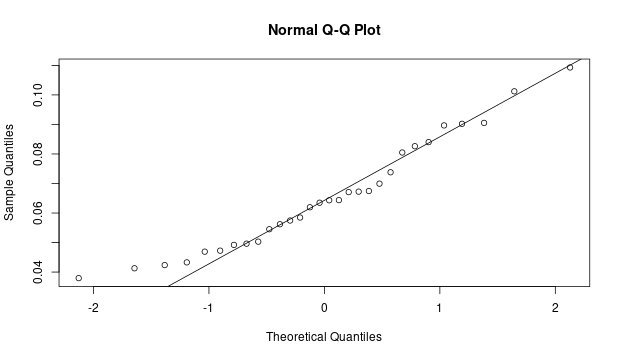 Normal Q-Q Plot
Sample Quantiles
0.10
0.08
0.06
0.04
-2 -1 0 1 2
Theoretical Quantiles